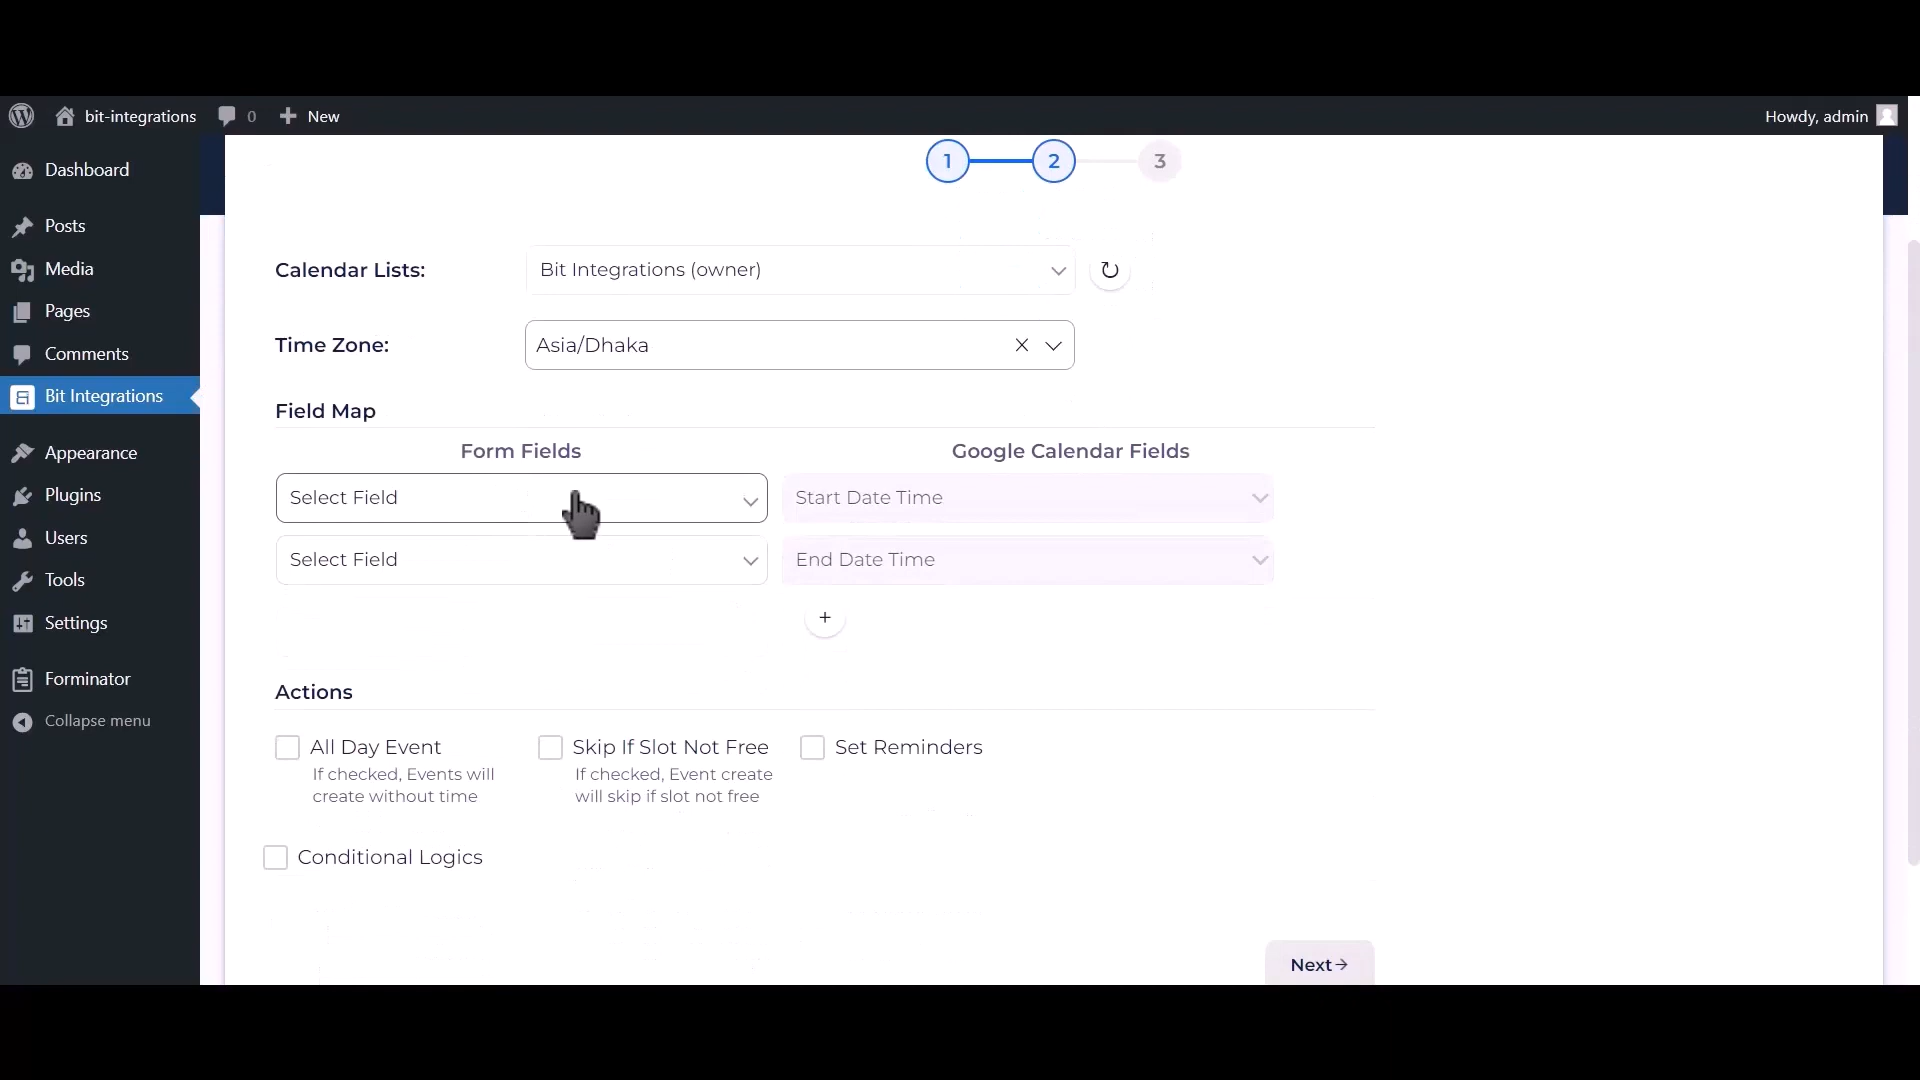 bit-integrations 0 New Howdy, admin
Dashboard
Posts
Media
Pages
Comments
Bit Integrations
Appearance
Plugins
Users
Tools
Settings
Forminator
Collapse menu
1 2 3
Calendar Lists: Bit Integrations (owner)
Time Zone: Asia/Dhaka
Field Map
Form Fields Google Calendar Fields
Select Field Start Date Time
Select Field End Date Time
+
Actions
All Day Event
If checked, Events will
create without time
Skip If Slot Not Free
If checked, Event create
will skip if slot not free
Set Reminders
Conditional Logics
Next